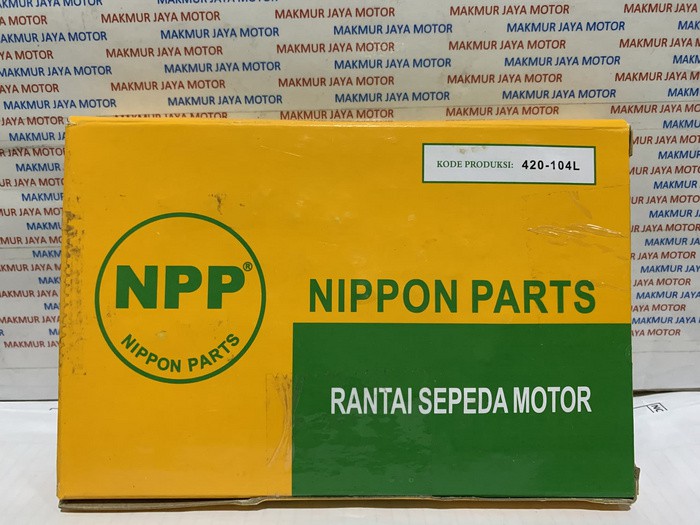 MAKMUR JAYA MOTOR
KODE PRODUKSI: 420-104L
NPP®
NIPPON PARTS
NIPPON PARTS
RANTAI SEPEDA MOTOR